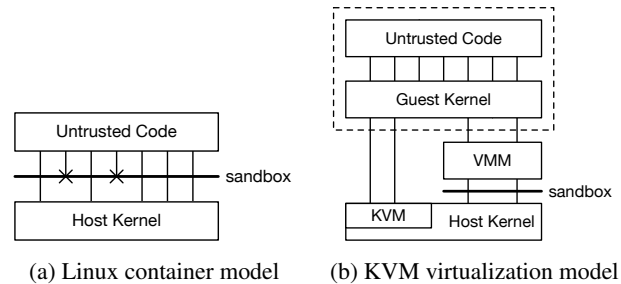 Untrusted Code
sandbox
Host Kernel
(a) Linux container model
Untrusted Code
Guest Kernel
VMM
sandbox
KVM
Host Kernel
(b) KVM virtualization model